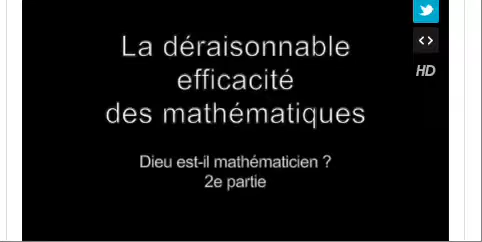 La déraisonnable
efficacité
des mathématiques
Dieu est-il mathématicien ?
2e partie
HD